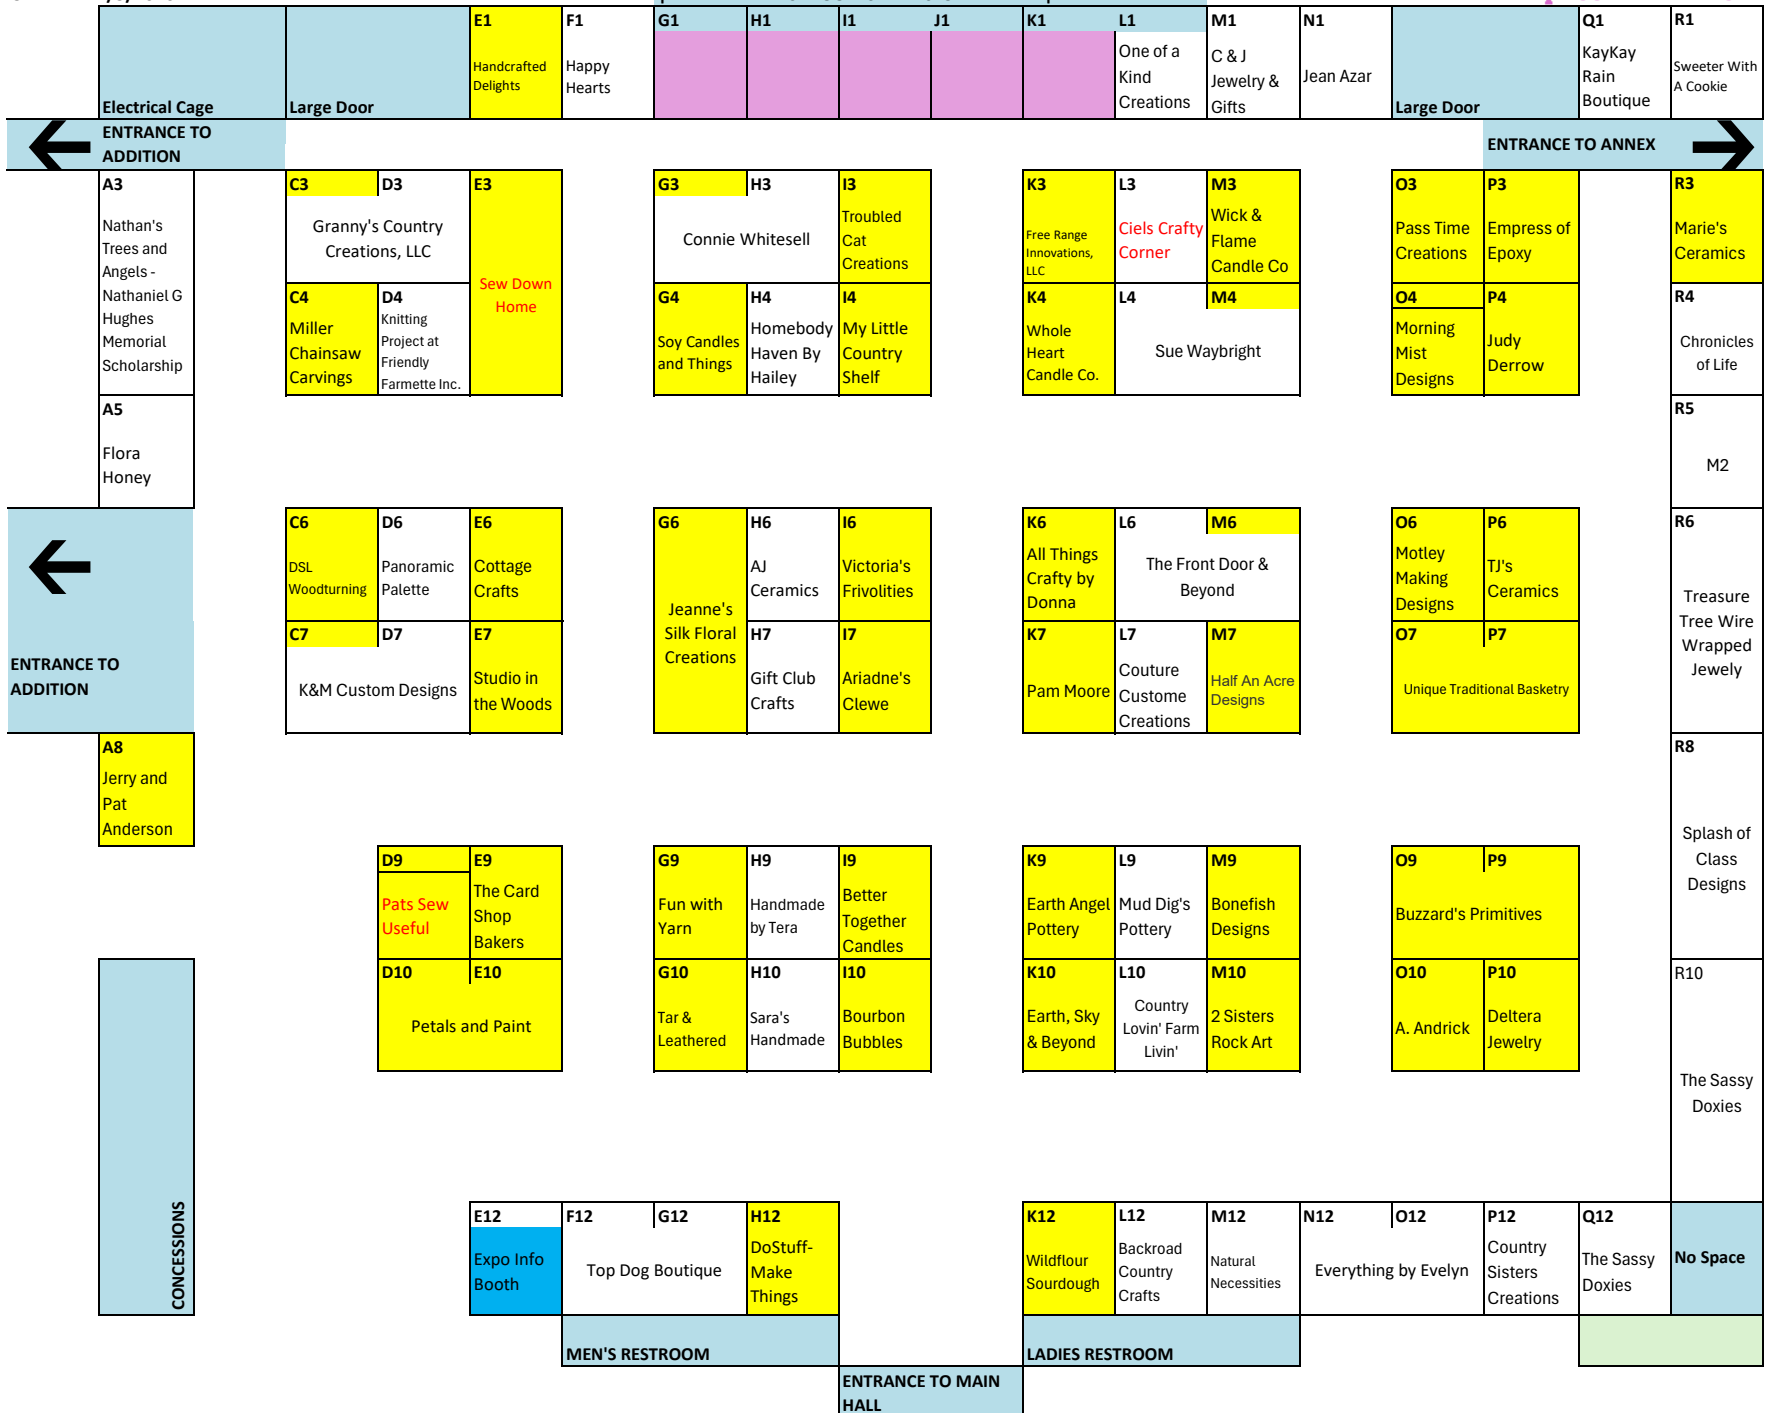 E1
F1
G1
H1
I1
J1
K1
L1
M1
N1
Q1
R1
Handcrafted
Delights
Happy
Hearts
One of a
Kind
Creations
C & J
Jewelry &
Gifts
Jean Azar
KayKay
Rain
Boutique
Sweeter With
A Cookie
Electrical Cage
Large Door
Large Door
ENTRANCE TO
ADDITION
ENTRANCE TO ANNEX
A3
Nathan's
Trees and
Angels -
Nathaniel G
Hughes
Memorial
Scholarship
C3
D3
Granny's Country
Creations, LLC
E3
Sew Down
Home
G3
H3
Connie Whitesell
I3
Troubled
Cat
Creations
K3
Free Range
Innovations,
LLC
L3
Ciels Crafty
Corner
M3
Wick &
Flame
Candle Co
O3
Pass Time
Creations
P3
Empress of
Epoxy
R3
Marie's
Ceramics
C4
Miller
Chainsaw
Carvings
D4
Knitting
Project at
Friendly
Farmette Inc.
G4
Soy Candles
and Things
H4
Homebody
Haven By
Hailey
I4
My Little
Country
Shelf
K4
Whole
Heart
Candle Co.
L4
M4
Sue Waybright
O4
Morning
Mist
Designs
P4
Judy
Derrow
R4
Chronicles
of Life
A5
Flora
Honey
R5
M2
ENTRANCE TO
ADDITION
C6
DSL
Woodturning
D6
Panoramic
Palette
E6
Cottage
Crafts
G6
Jeanne's
Silk Floral
Creations
H6
AJ
Ceramics
I6
Victoria's
Frivolities
K6
All Things
Crafty by
Donna
L6
M6
The Front Door &
Beyond
O6
Motley
Making
Designs
P6
TJ's
Ceramics
R6
Treasure
Tree Wire
Wrapped
Jewely
C7
D7
K&M Custom Designs
E7
Studio in
the Woods
H7
Gift Club
Crafts
I7
Ariadne's
Clewe
K7
Pam Moore
L7
Couture
Custome
Creations
M7
Half An Acre
Designs
O7
P7
Unique Traditional Basketry
A8
Jerry and
Pat
Anderson
R8
Splash of
Class
Designs
D9
Pats Sew
Useful
E9
The Card
Shop
Bakers
G9
Fun with
Yarn
H9
Handmade
by Tera
I9
Better
Together
Candles
K9
Earth Angel
Pottery
L9
Mud Dig's
Pottery
M9
Bonefish
Designs
O9
P9
Buzzard's Primitives
D10
E10
Petals and Paint
G10
Tar &
Leathered
H10
Sara's
Handmade
I10
Bourbon
Bubbles
K10
Earth, Sky
& Beyond
L10
Country
Lovin' Farm
Livin'
M10
2 Sisters
Rock Art
O10
A. Andrick
P10
Deltera
Jewelry
R10
The Sassy
Doxies
CONCESSIONS
E12
Expo Info
Booth
F12
G12
Top Dog Boutique
H12
DoStuff-
Make
Things
K12
Wildflour
Sourdough
L12
Backroad
Country
Crafts
M12
Natural
Necessities
N12
O12
Everything by Evelyn
P12
Country
Sisters
Creations
Q12
The Sassy
Doxies
No Space
MEN'S RESTROOM
LADIES RESTROOM
ENTRANCE TO MAIN
HALL